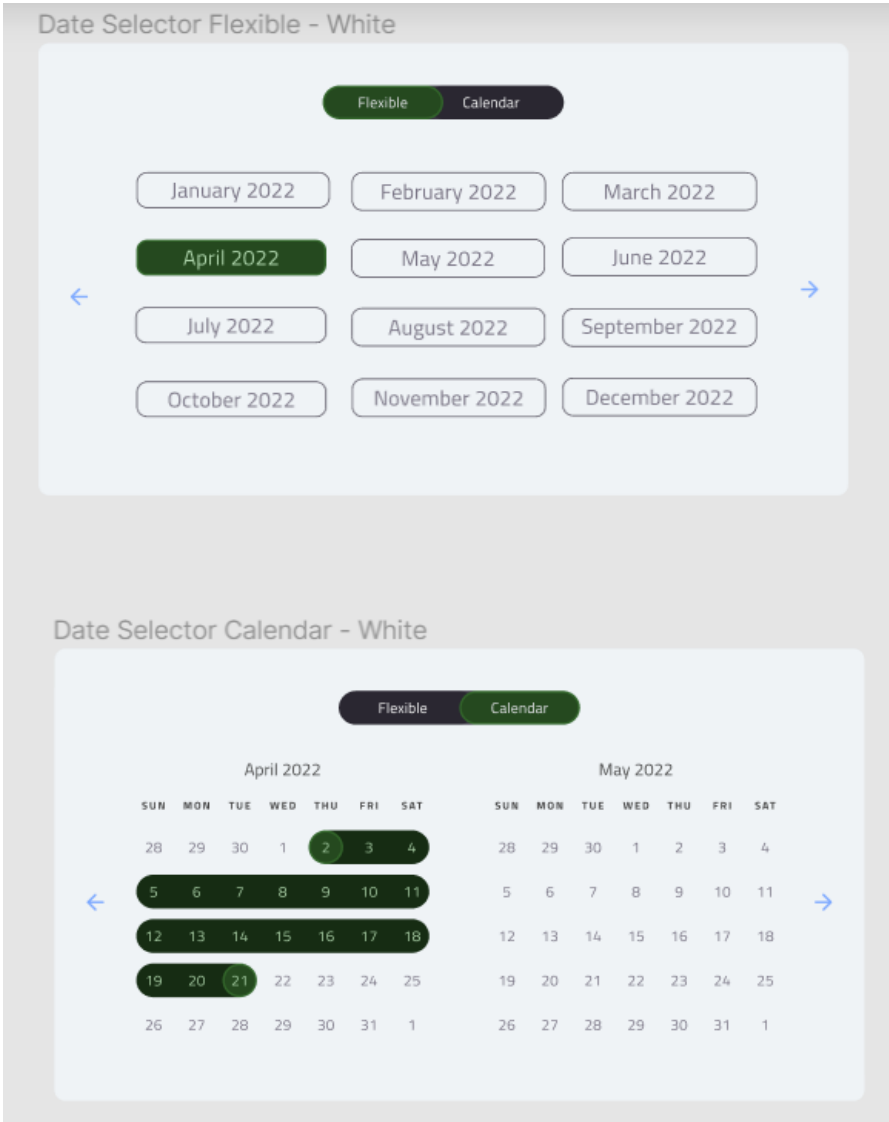 Date Selector Flexible - White
Flexible Calendar
January 2022 February 2022 March 2022
April 2022 May 2022 June 2022
July 2022 August 2022 September 2022
October 2022 November 2022 December 2022
Date Selector Calendar - White
Flexible Calendar
April 2022 May 2022
SUN MON TUE WED THU FRI SAT SUN MON TUE WED THU FRI SAT
28 29 30 1 2 3 4 28 29 30 1 2 3 4
5 6 7 8 9 10 11 5 6 7 8 9 10 11
12 13 14 15 16 17 18 12 13 14 15 16 17 18
19 20 21 22 23 24 25 19 20 21 22 23 24 25
26 27 28 29 30 31 1 26 27 28 29 30 31 1